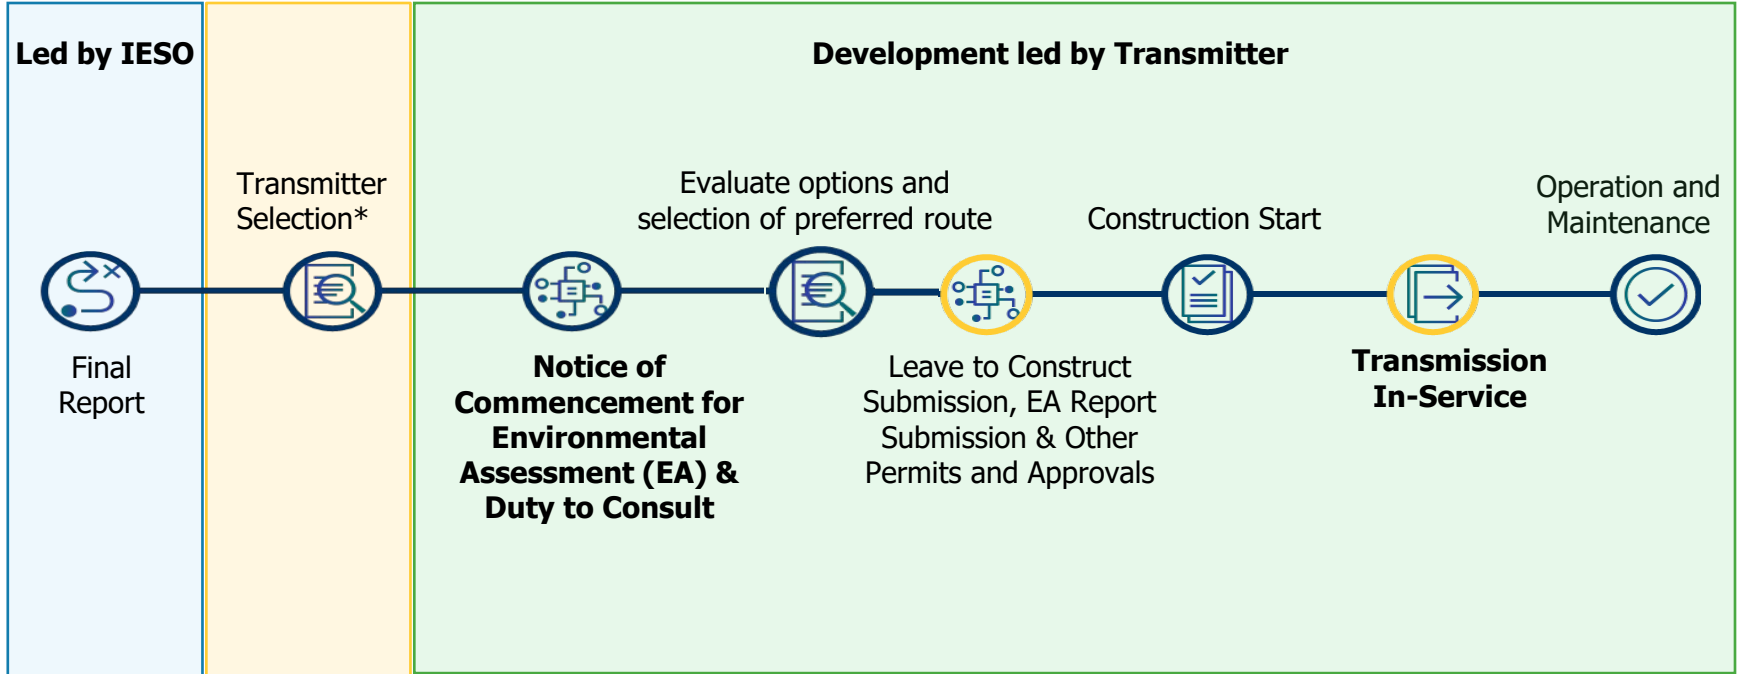 Led by IESO
Development led by Transmitter
Transmitter
Selection*
Evaluate options and
selection of preferred route
Construction Start
Operation and
Maintenance
Final
Report
Notice of
Commencement for
Environmental
Assessment (EA) &
Duty to Consult
Leave to Construct
Submission, EA Report
Submission & Other
Permits and Approvals
Transmission
In-Service